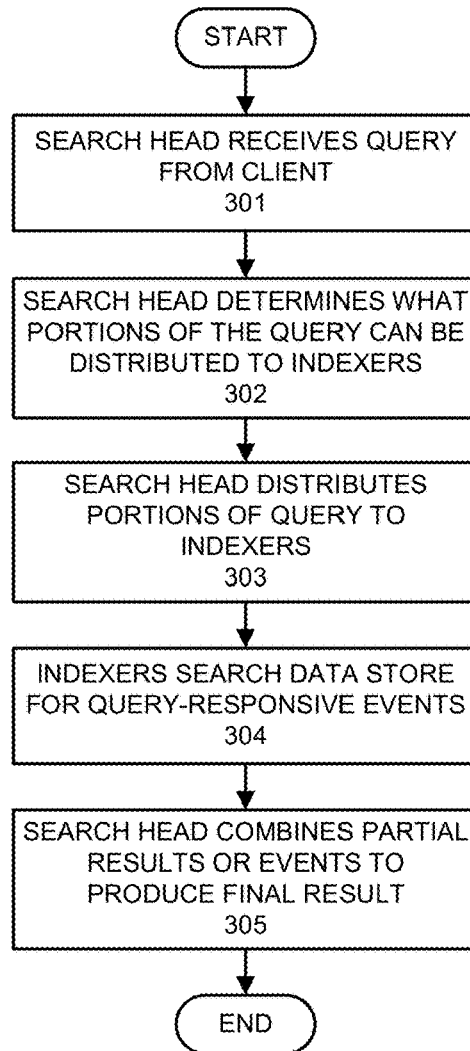 START
SEARCH HEAD RECEIVES QUERY
FROM CLIENT
301
SEARCH HEAD DETERMINES WHAT
PORTIONS OF THE QUERY CAN BE
DISTRIBUTED TO INDEXERS
302
SEARCH HEAD DISTRIBUTES
PORTIONS OF QUERY TO
INDEXERS
303
INDEXERS SEARCH DATA STORE
FOR QUERY-RESPONSIVE EVENTS
304
SEARCH HEAD COMBINES PARTIAL
RESULTS OR EVENTS TO
PRODUCE FINAL RESULT
305
END